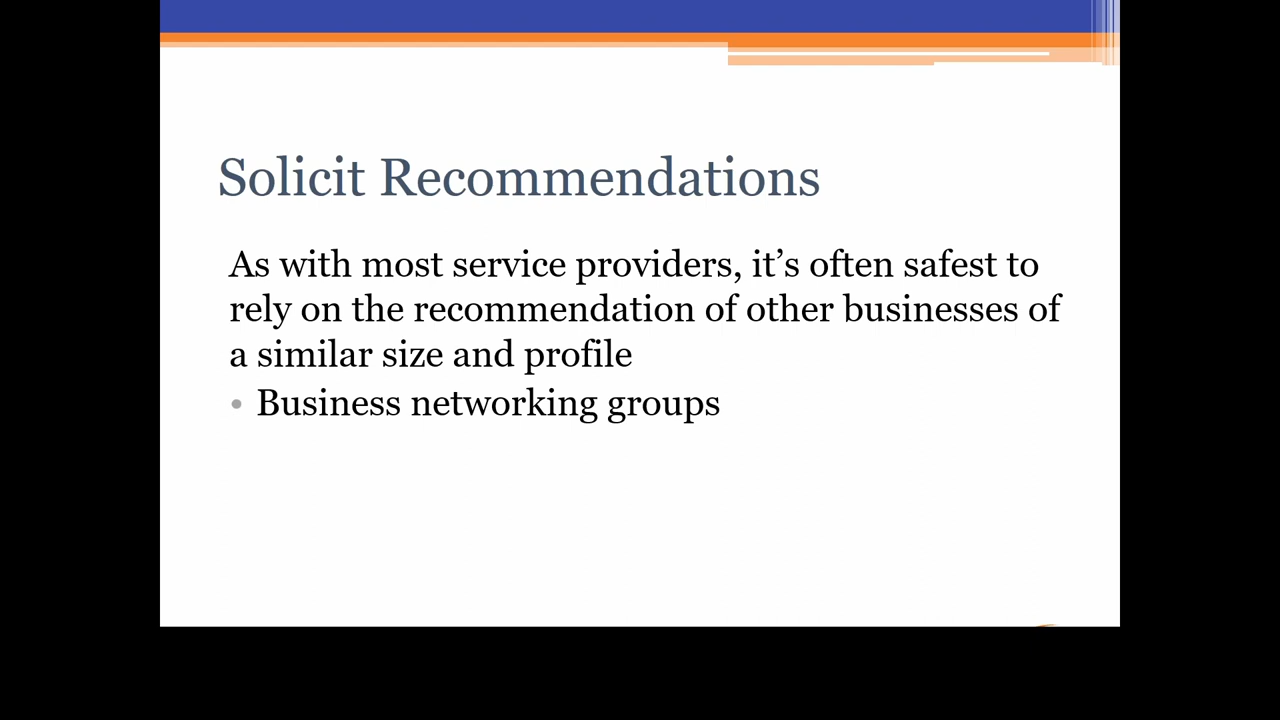 Solicit Recommendations
As with most service providers, it’s often safest to
rely on the recommendation of other businesses of
a similar size and profile
• Business networking groups